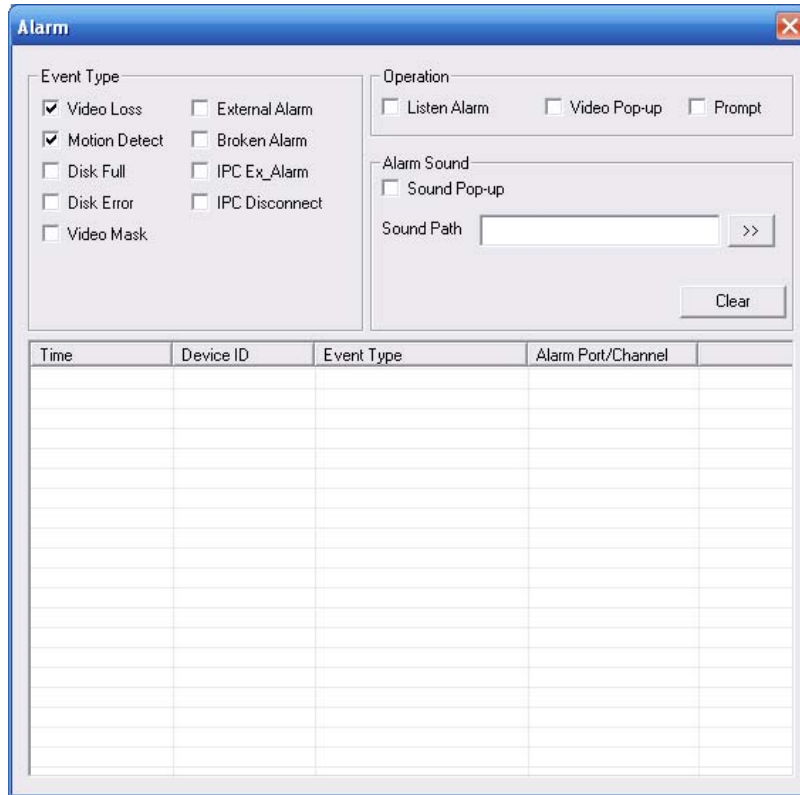 Alarm
Event Type
Video Loss
External Alarm
Motion Detect
Broken Alarm
Disk Full
IPC Ex_Alarm
Disk Error
IPC Disconnect
Video Mask
Operation
Listen Alarm
Video Pop-up
Prompt
Alarm Sound
Sound Pop-up
Sound Path
>>
Clear
Time Device ID Event Type Alarm Port/Channel